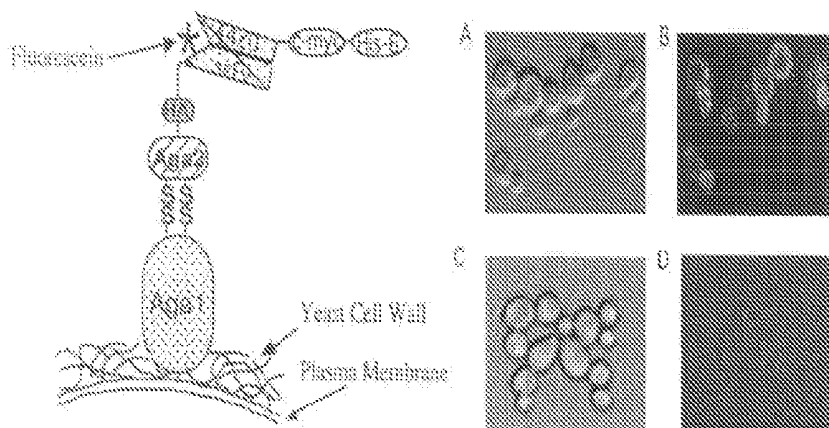 Fluorescein
A
B
C-myc His-6
Aga2
C
D
Aga1
Yeast Cell Wall
Plasma Membrane